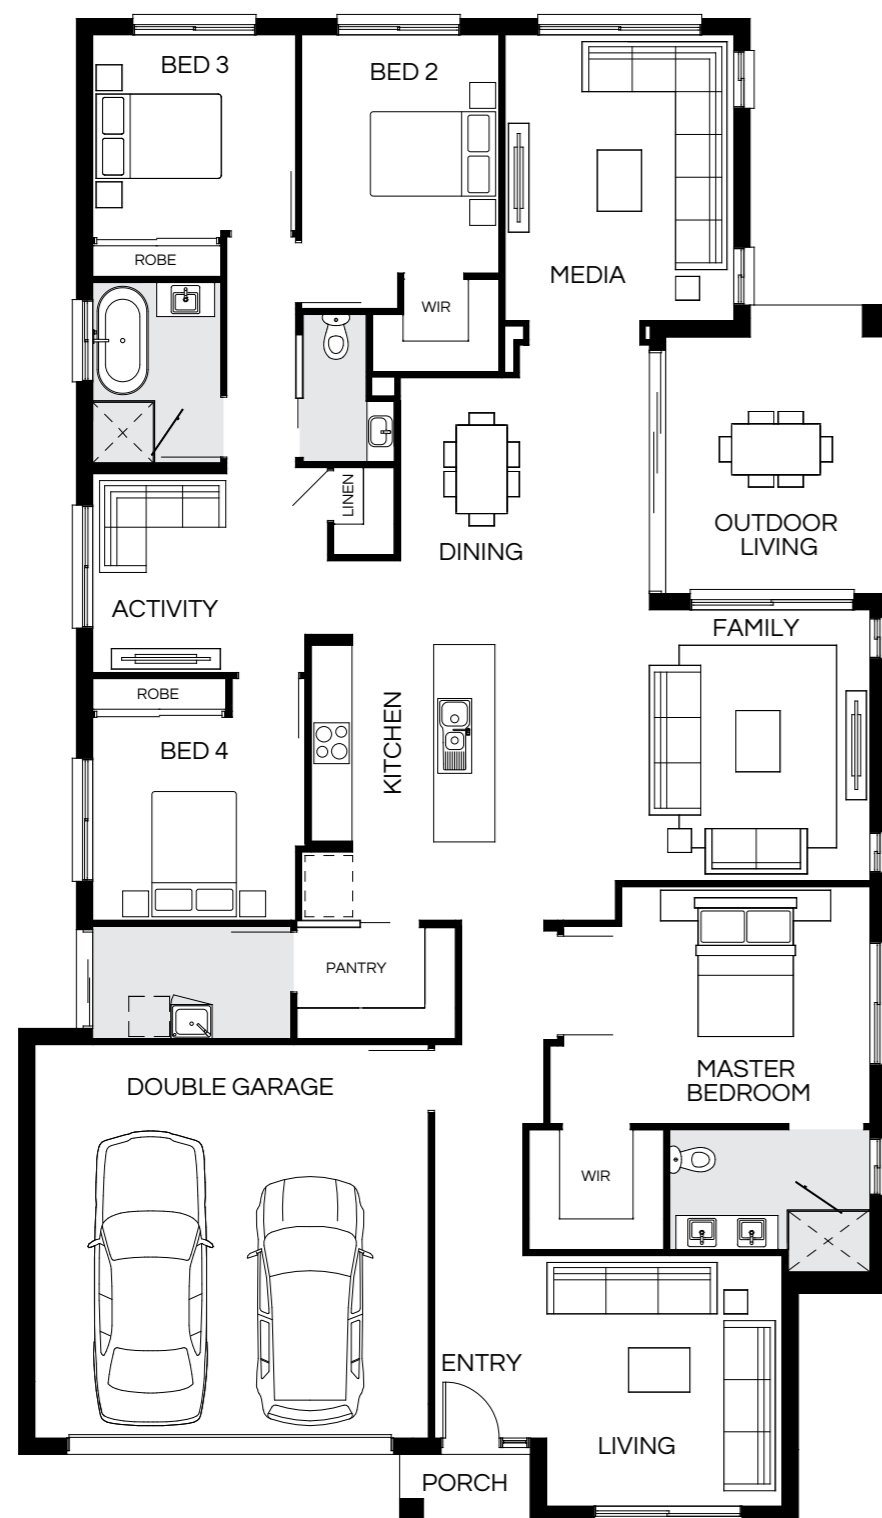 BED 3
BED 2
ROBE
MEDIA
WIR
LINEN
DINING
OUTDOOR
LIVING
ACTIVITY
FAMILY
ROBE
KITCHEN
BED 4
PANTRY
MASTER
BEDROOM
DOUBLE GARAGE
WIR
ENTRY
LIVING
PORCH